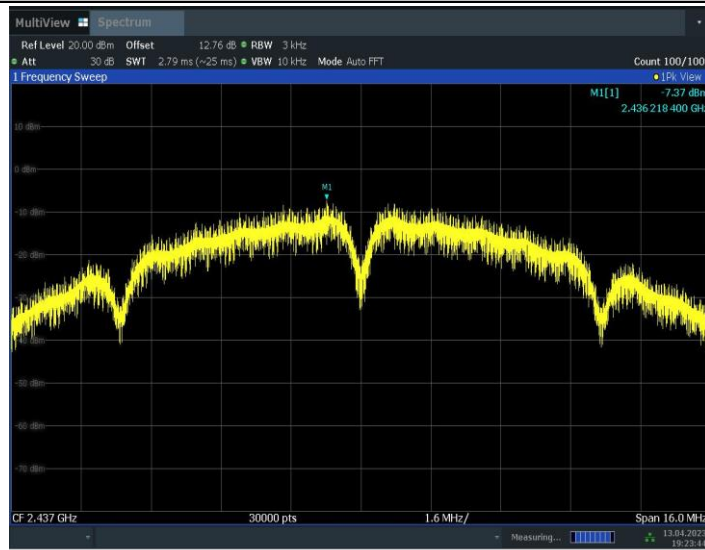 MultiView Spectrum
Ref Level 20.00 dBm Offset 12.76 dB RBW 3 kHz
Att 30 dB SWT 2.79 ms (~25 ms) VBW 10 kHz Mode Auto FFT Count 100/100
1 Frequency Sweep 1Pk View
M1[1] -7.37 dBm
2.436 218 400 GHz
10 dBm
0 dBm
M1
-10 dBm
-20 dBm
-40 dBm
-50 dBm
-60 dBm
-70 dBm
CF 2.437 GHz 30000 pts 1.6 MHz/ Span 16.0 MHz
Measuring... 13.04.2023
19:23:44